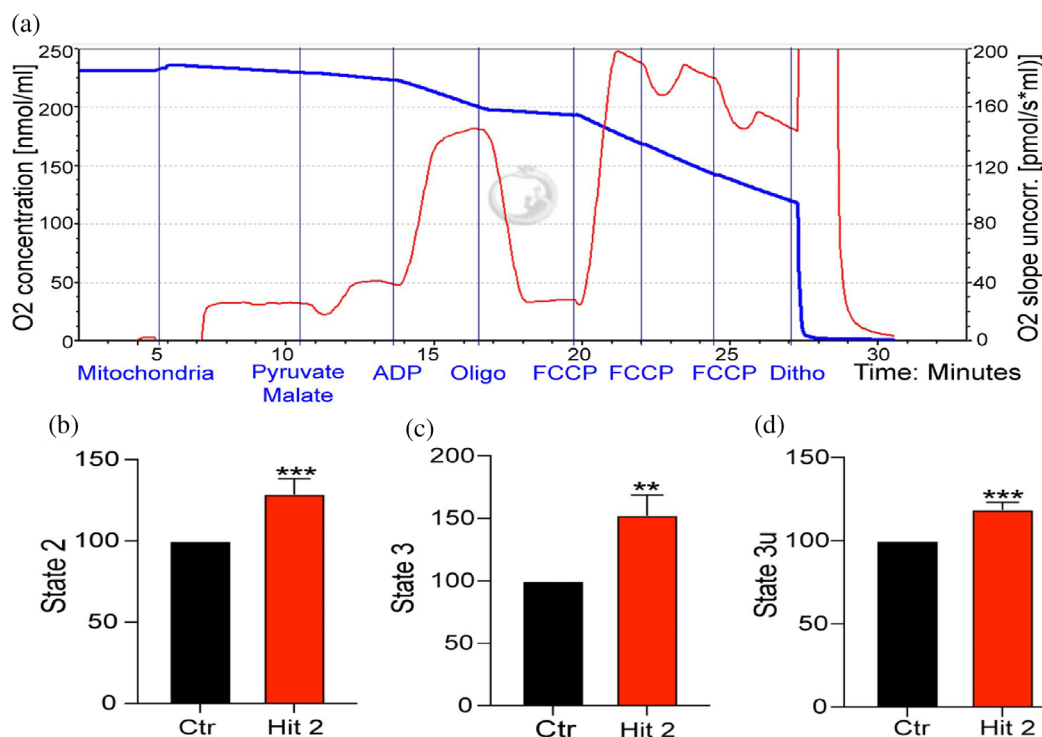 (a)
O2 concentration [nmol/ml]
250
200
150
100
50
0
200
160
120
80
40
0
O2 slope uncorr. [pmol/s*ml)]
5 10 15 20 25 30
Mitochondria Pyruvate ADP Oligo FCCP FCCP FCCP Ditho Time: Minutes
Malate
(b)
State 2
150
100
50
0
***
Ctr Hit 2
(c)
State 3
200
150
100
50
0
**
Ctr Hit 2
(d)
State 3u
150
100
50
0
***
Ctr Hit 2